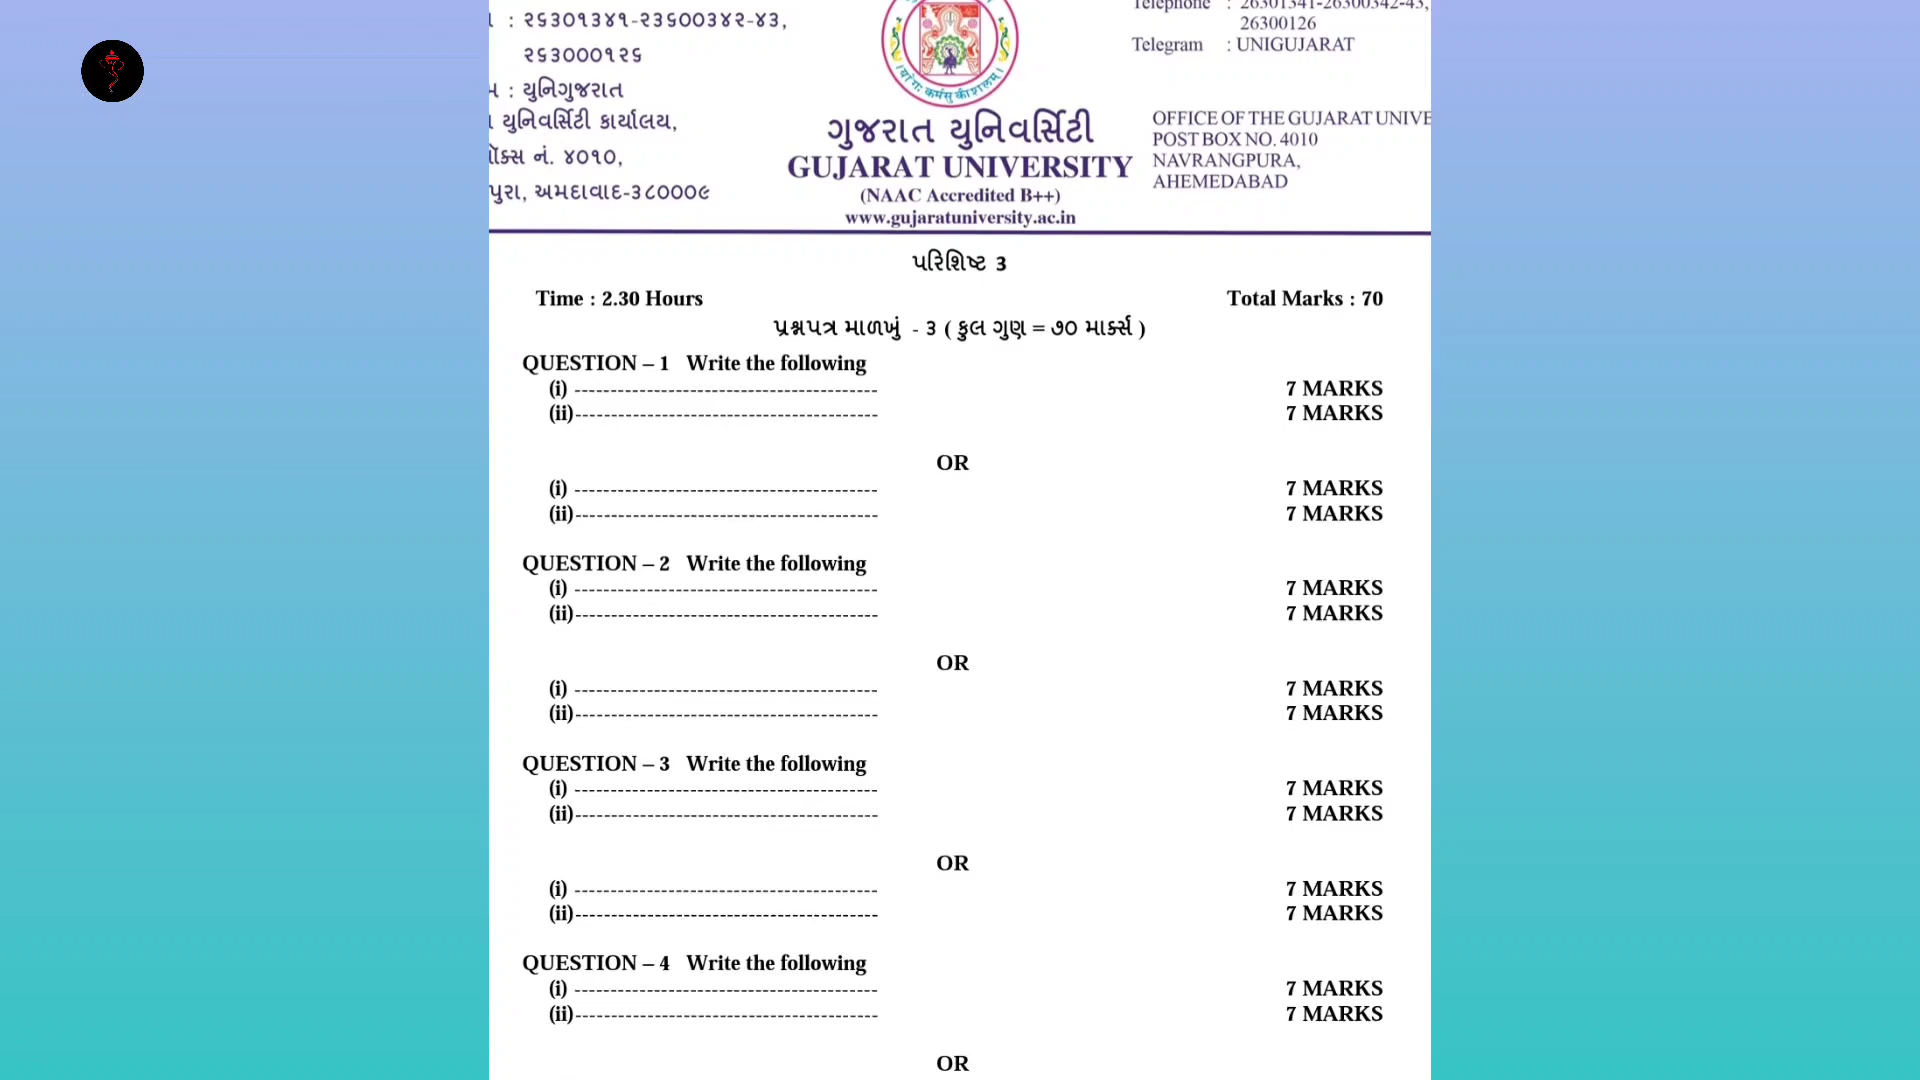 : ૨૬૩૦૧૩૪૧-૨૩૬૦૦૩૪૨-૪૩,
૨૬૩૦૦૦૧૨૬
: યુનિગુજરાત
યુનિવર્સિટી કાર્યાલય,
નં. ૪૦૧૦,
અમદાવાદ-૩૮૦૦૦૯
યોગ: कर्मसु कौशलम्
ગુજરાત યુનિવર્સિટી
GUJARAT UNIVERSITY
(NAAC Accredited B++)
www.gujaratuniversity.ac.in
Telephone : 26301341-26300342-43,
26300126
Telegram : UNIGUJARAT
OFFICE OF THE GUJARAT UNIVE
POST BOX NO. 4010
NAVRANGPURA,
AHEMEDABAD
પરિશિષ્ટ 3
Time : 2.30 Hours Total Marks : 70
પ્રશ્નપત્ર માળખું - ૩ ( કુલ ગુણ = ૭૦ માર્ક્સ )
QUESTION – 1 Write the following
(i) ------------------------------------------ 7 MARKS
(ii)------------------------------------------ 7 MARKS
OR
(i) ------------------------------------------ 7 MARKS
(ii)------------------------------------------ 7 MARKS
QUESTION – 2 Write the following
(i) ------------------------------------------ 7 MARKS
(ii)------------------------------------------ 7 MARKS
OR
(i) ------------------------------------------ 7 MARKS
(ii)------------------------------------------ 7 MARKS
QUESTION – 3 Write the following
(i) ------------------------------------------ 7 MARKS
(ii)------------------------------------------ 7 MARKS
OR
(i) ------------------------------------------ 7 MARKS
(ii)------------------------------------------ 7 MARKS
QUESTION – 4 Write the following
(i) ------------------------------------------ 7 MARKS
(ii)------------------------------------------ 7 MARKS
OR